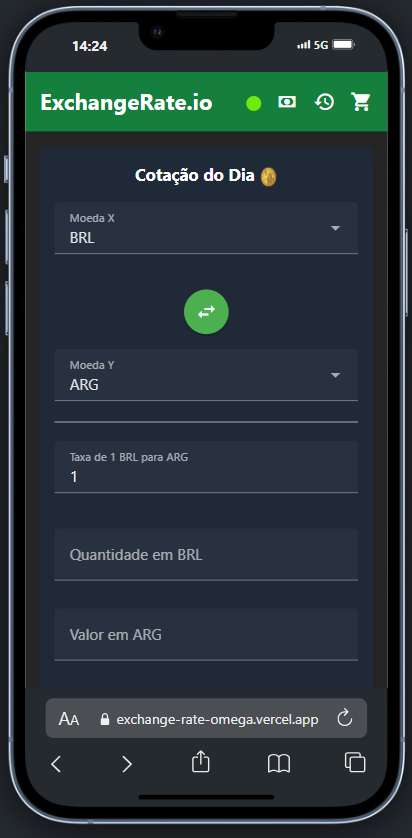 14:24
5G
ExchangeRate.io
Cotação do Dia
Moeda X
BRL
Moeda Y
ARG
Taxa de 1 BRL para ARG
1
Quantidade em BRL
Valor em ARG
AA
exchange-rate-omega.vercel.app